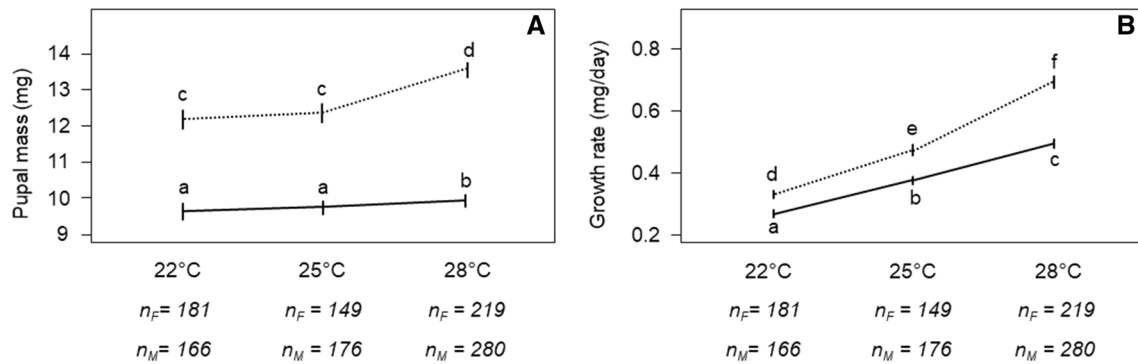 A
Pupal mass (mg)
14
13
12
11
10
9
c
c
d
a
a
b
22°C
25°C
28°C
nF= 181
nF = 149
nF = 219
nM= 166
nM = 176
nM = 280
B
Growth rate (mg/day)
0.8
0.6
0.4
0.2
d
e
f
a
b
c
22°C
25°C
28°C
nF= 181
nF = 149
nF = 219
nM= 166
nM = 176
nM = 280